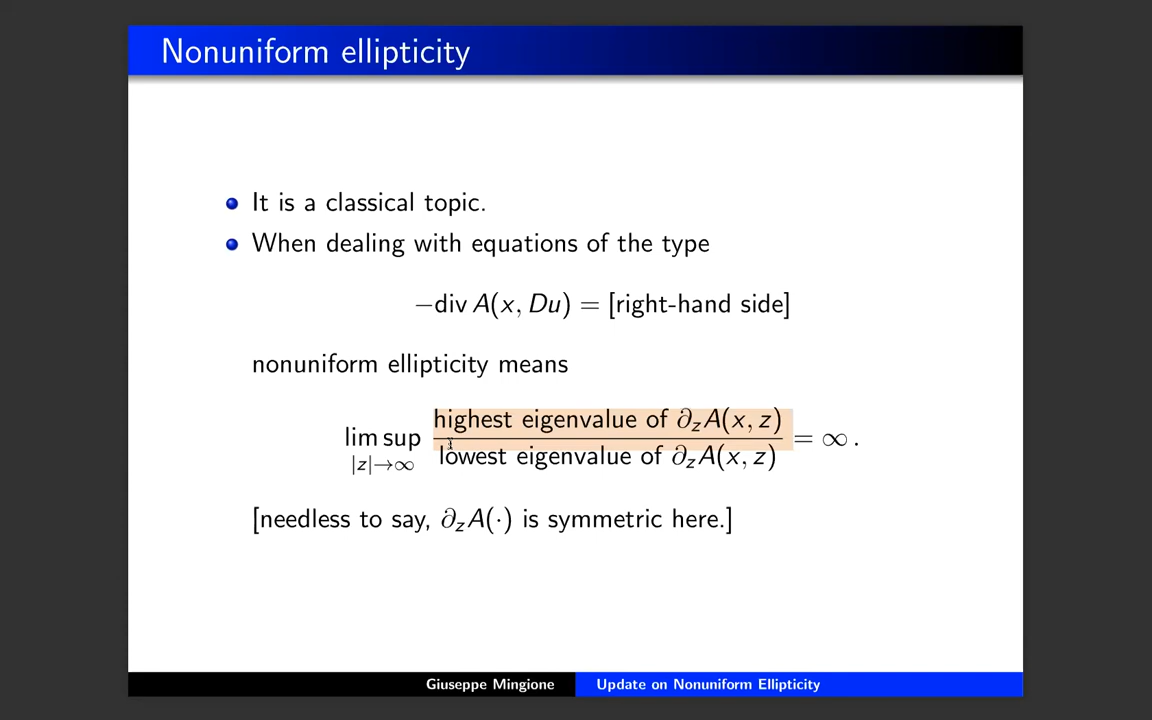 Nonuniform ellipticity
It is a classical topic.
When dealing with equations of the type
−div A(x, Du) = [right-hand side]
nonuniform ellipticity means
lim sup |z|→∞ highest eigenvalue of ∂zA(x, z) / lowest eigenvalue of ∂zA(x, z) = ∞ .
[needless to say, ∂zA(·) is symmetric here.]
Giuseppe Mingione Update on Nonuniform Ellipticity